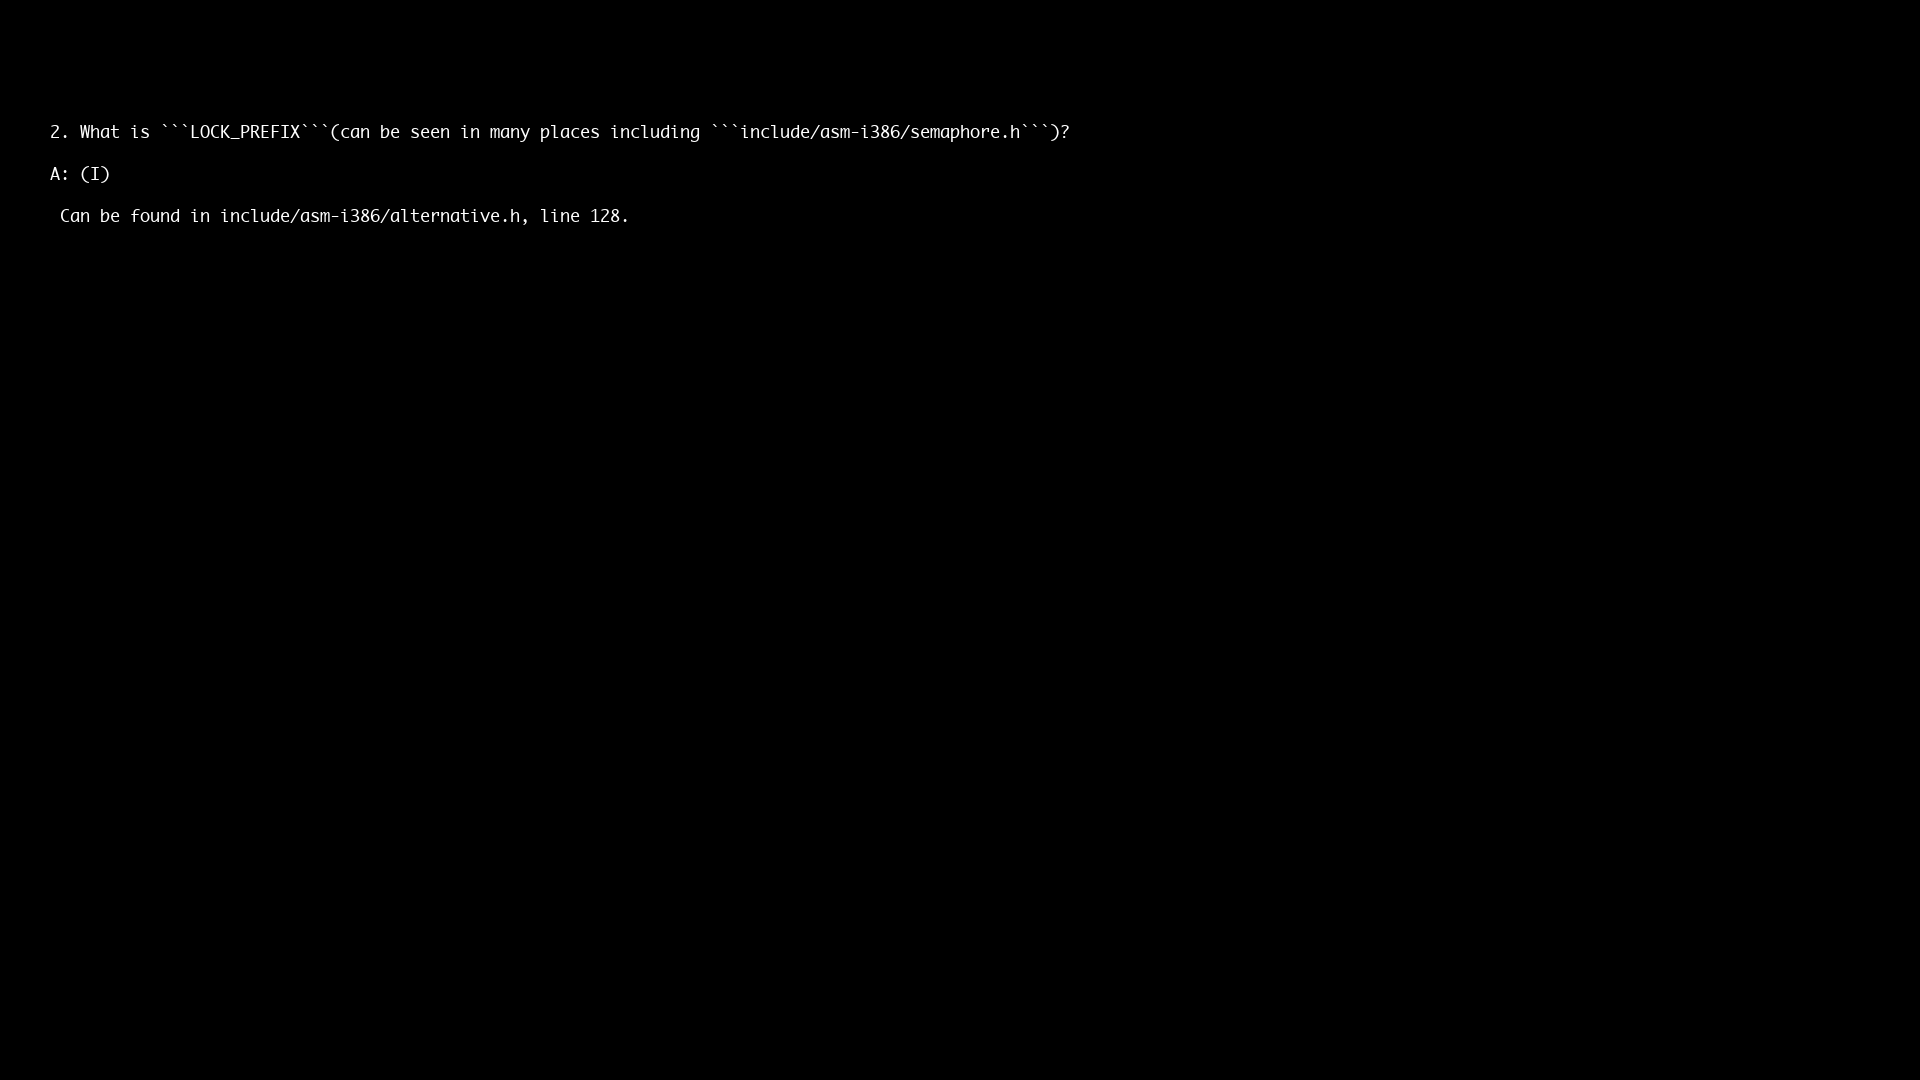 2. What is ```LOCK_PREFIX```(can be seen in many places including ```include/asm-i386/semaphore.h```)?
A: (I)
Can be found in include/asm-i386/alternative.h, line 128.